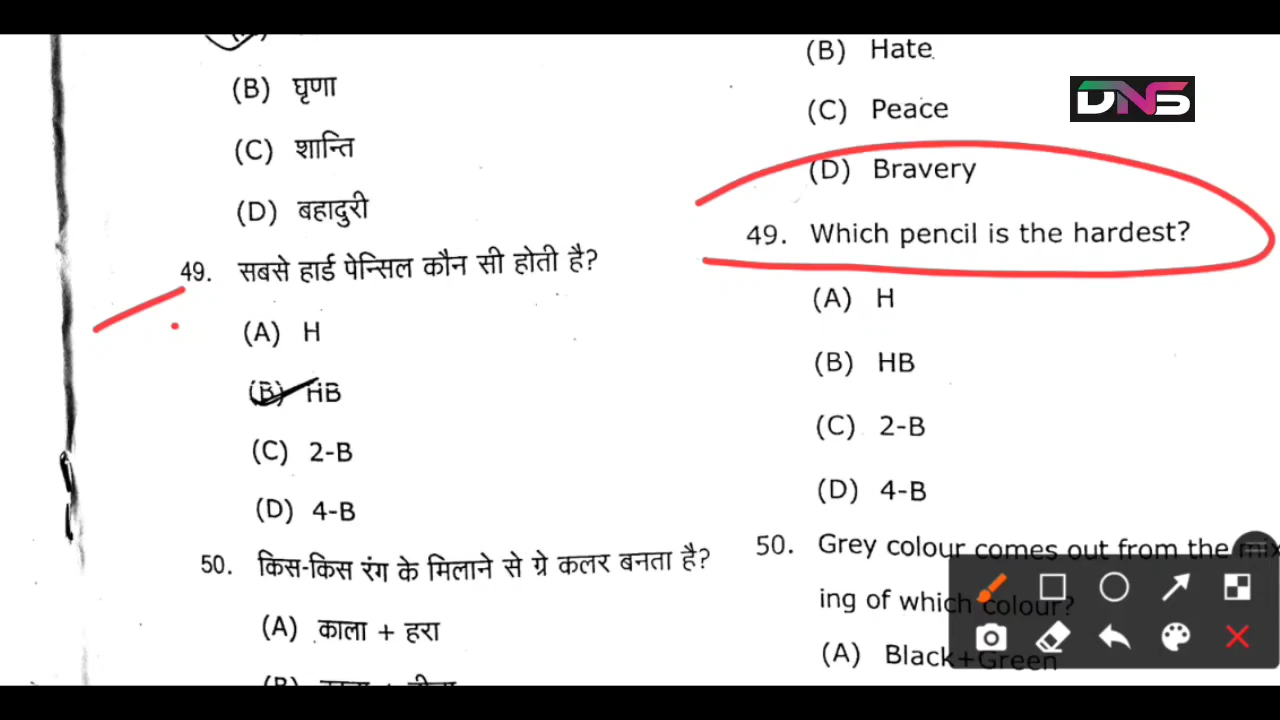 (B) घृणा
(C) शान्ति
(D) बहादुरी
49. सबसे हार्ड पेन्सिल कौन सी होती है?
(A) H
(B) HB
(C) 2-B
(D) 4-B
50. किस-किस रंग के मिलाने से ग्रे कलर बनता है?
(A) काला + हरा
(B) Hate
(C) Peace
(D) Bravery
49. Which pencil is the hardest?
(A) H
(B) HB
(C) 2-B
(D) 4-B
50. Grey colour comes out from the mix
ing of which colour?
(A) Black+Green
DNS